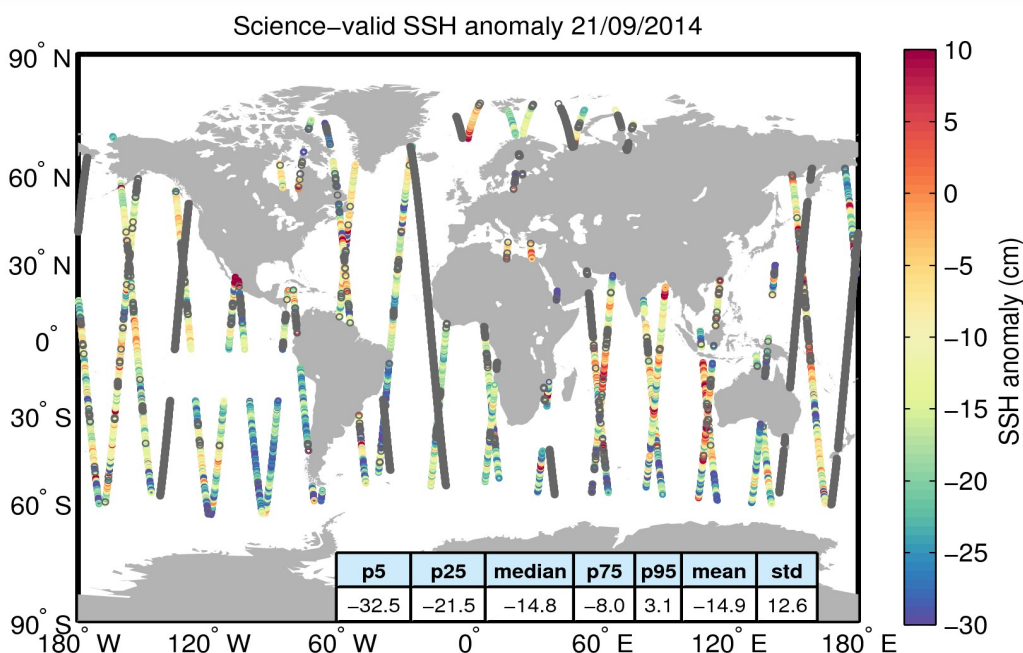 Science−valid SSH anomaly 21/09/2014
90° N
60° N
30° N
0°
30° S
60° S
90° S
180° W
120° W
60° W
0°
60° E
120° E
180° E
p5 p25 median p75 p95 mean std
−32.5 −21.5 −14.8 −8.0 3.1 −14.9 12.6
10
5
0
−5
−10
−15
−20
−25
−30
SSH anomaly (cm)